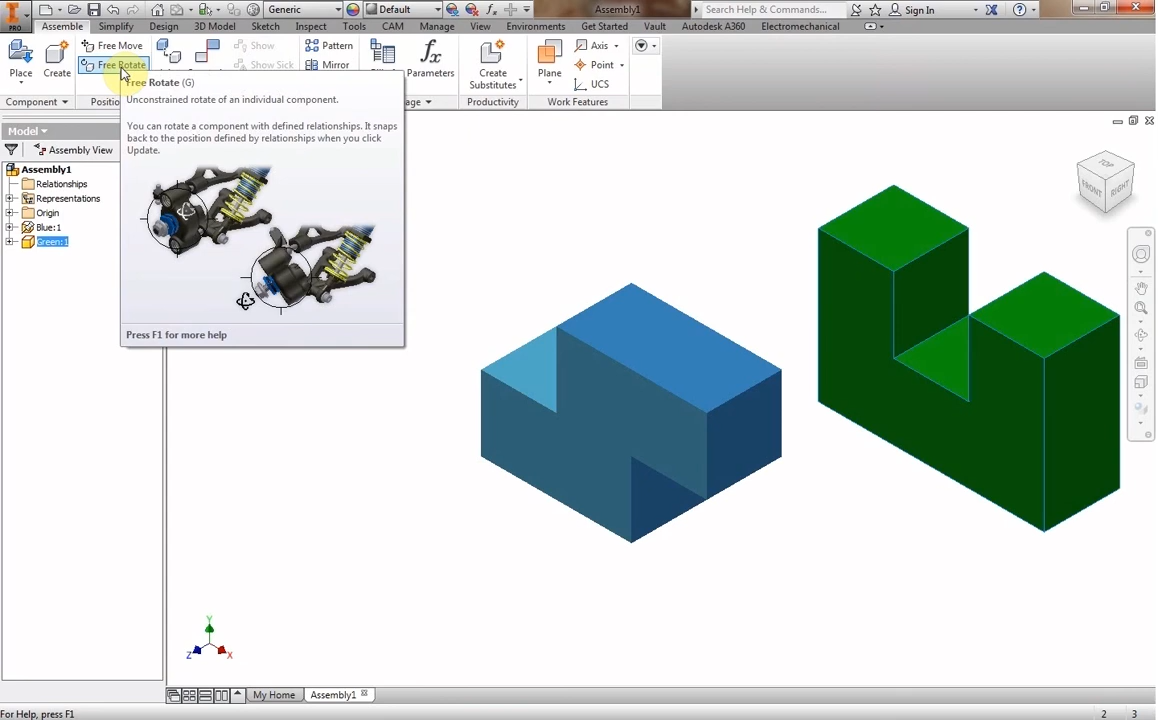 Generic
Default
Assembly1
Search Help & Commands...
Sign In
PRO
Assemble
Simplify
Design
3D Model
Sketch
Inspect
Tools
CAM
Manage
View
Environments
Get Started
Vault
Autodesk A360
Electromechanical
Place
Create
Free Move
Free Rotate
Show
Show Sick
Pattern
Mirror
Parameters
Create
Substitutes
Plane
Axis
Point
UCS
Component
Productivity
Work Features
Free Rotate (G)
Unconstrained rotate of an individual component.
You can rotate a component with defined relationships. It snaps
back to the position defined by relationships when you click
Update.
Press F1 for more help
Model
Assembly View
Assembly1
Relationships
Representations
Origin
Blue:1
Green:1
TOP
FRONT
RIGHT
Y
Z
X
My Home
Assembly1
For Help, press F1
2
3